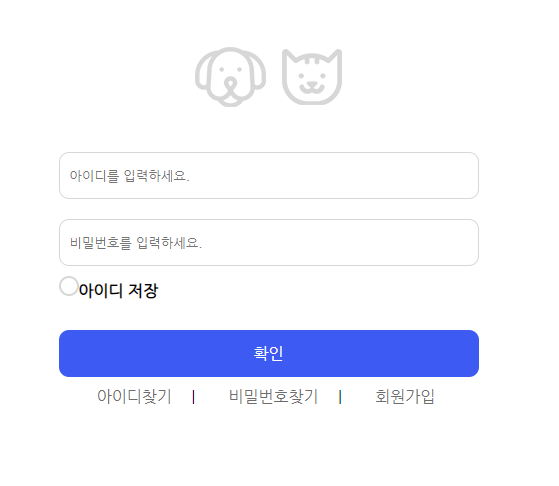 아이디를 입력하세요.
비밀번호를 입력하세요.
아이디 저장
확인
아이디찾기 | 비밀번호찾기 | 회원가입